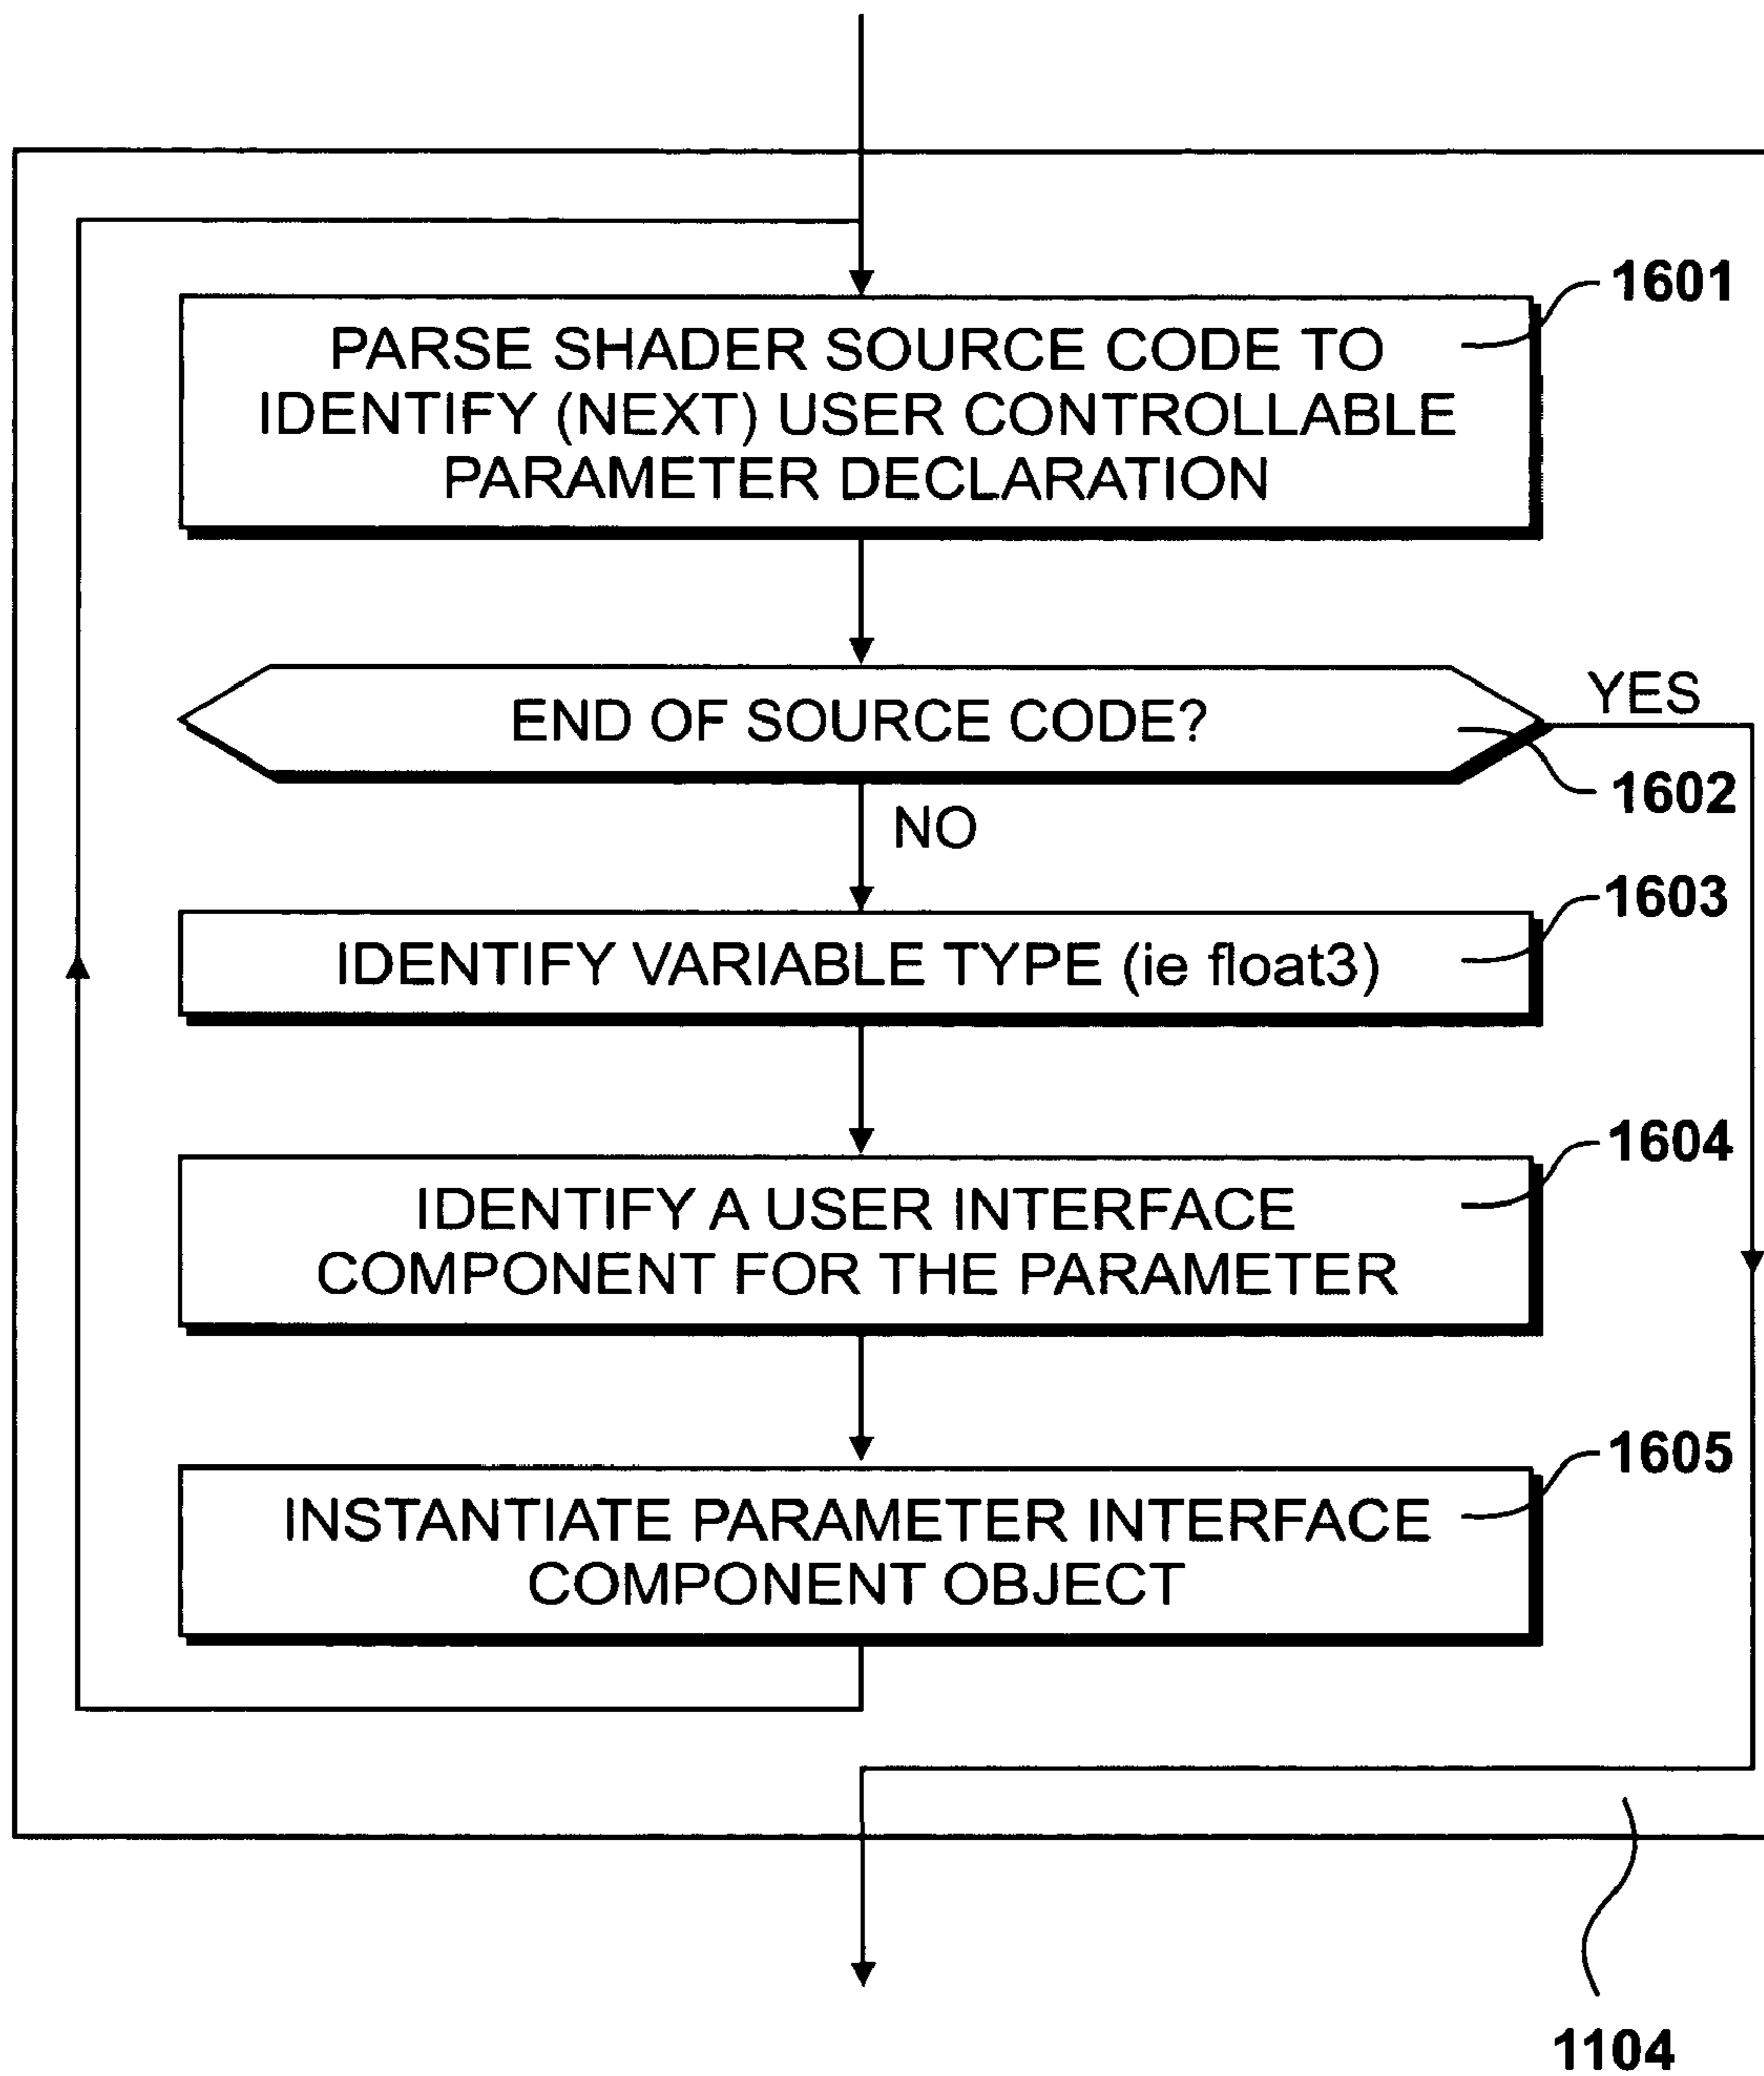 1601
PARSE SHADER SOURCE CODE TO
IDENTIFY (NEXT) USER CONTROLLABLE
PARAMETER DECLARATION
YES
END OF SOURCE CODE?
1602
NO
1603
IDENTIFY VARIABLE TYPE (ie float3)
1604
IDENTIFY A USER INTERFACE
COMPONENT FOR THE PARAMETER
1605
INSTANTIATE PARAMETER INTERFACE
COMPONENT OBJECT
1104